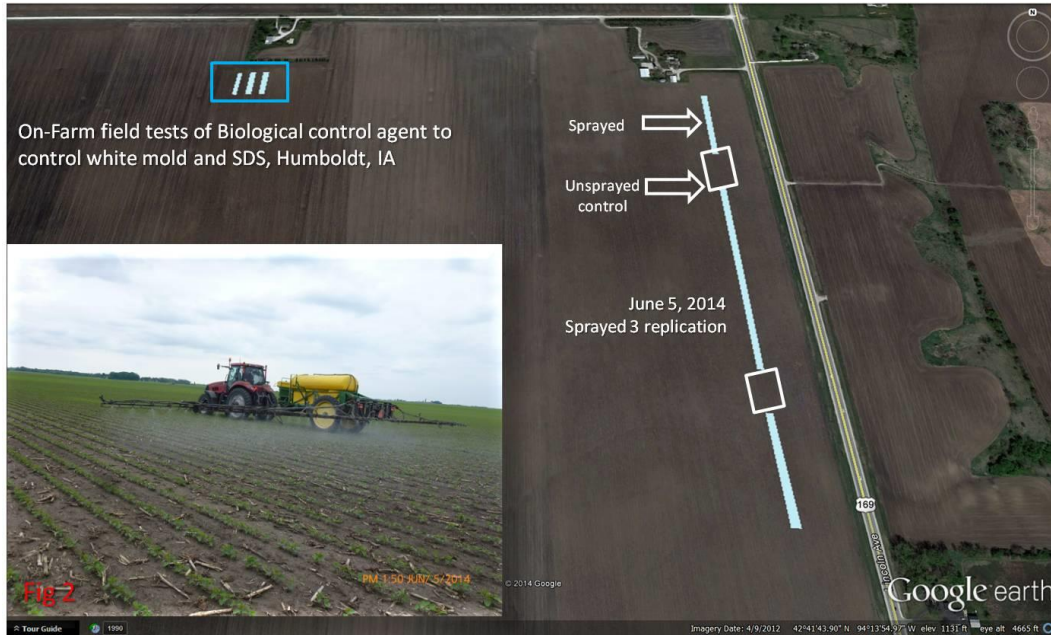 N
On-Farm field tests of Biological control agent to
control white mold and SDS, Humboldt, IA
Sprayed
Unsprayed
control
June 5, 2014
Sprayed 3 replication
169
Lincoln Ave
PM 1:50 JUN/ 5/2014
Fig 2
© 2014 Google
Google earth
Tour Guide
1990
Imagery Date: 4/9/2012 42°41'43.90" N 94°13'54.97" W elev 1131 ft eye alt 4665 ft